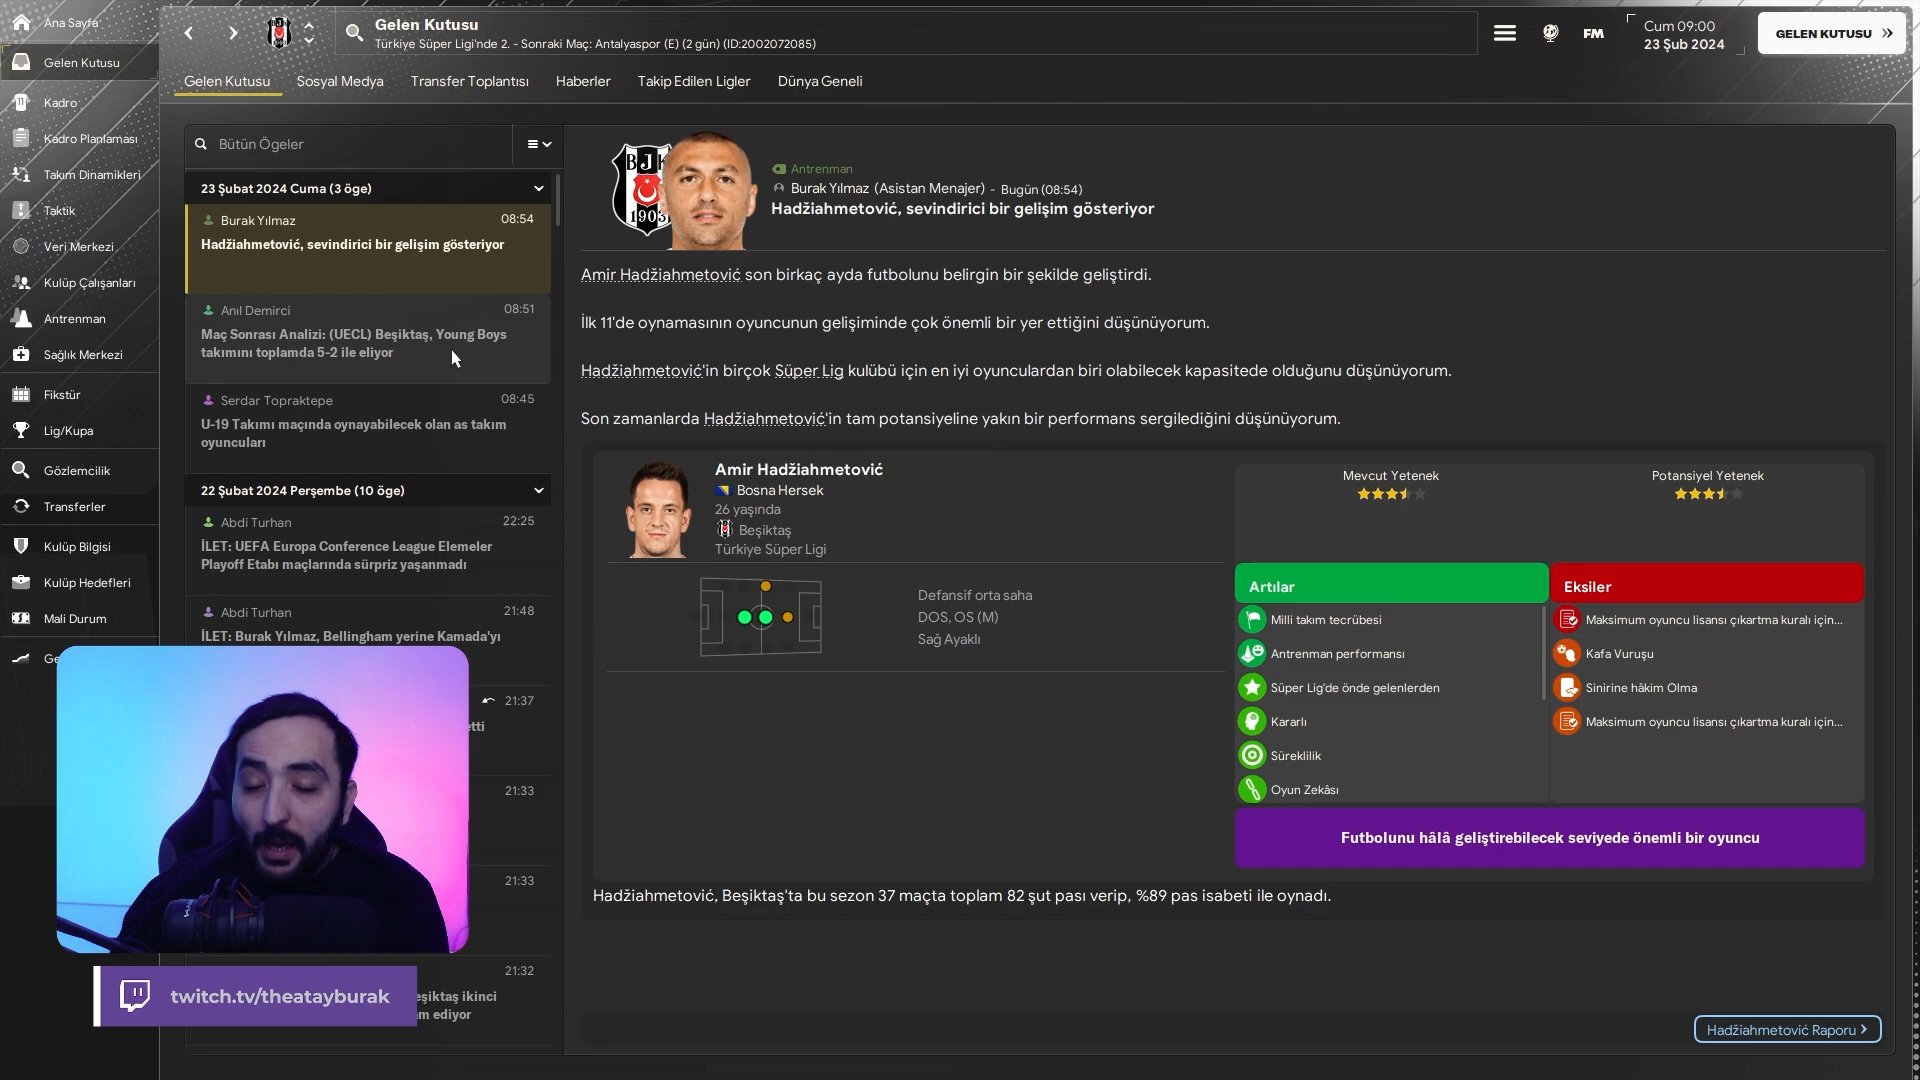 Ana Sayfa
Gelen Kutusu
Kadro
Kadro Planlaması
Takım Dinamikleri
Taktik
Veri Merkezi
Kulüp Çalışanları
Antrenman
Sağlık Merkezi
Fikstür
Lig/Kupa
Gözlemcilik
Transferler
Kulüp Bilgisi
Kulüp Hedefleri
Mali Durum
Gelen Kutusu
Türkiye Süper Ligi'nde 2. - Sonraki Maç: Antalyaspor (E) (2 gün) (ID:2002072085)
FM
Cum 09:00
23 Şub 2024
GELEN KUTUSU
Gelen Kutusu
Sosyal Medya
Transfer Toplantısı
Haberler
Takip Edilen Ligler
Dünya Geneli
Bütün Ögeler
23 Şubat 2024 Cuma (3 öge)
Burak Yılmaz 08:54
Hadžiahmetović, sevindirici bir gelişim gösteriyor
Anıl Demirci 08:51
Maç Sonrası Analizi: (UECL) Beşiktaş, Young Boys
takımını toplamda 5-2 ile eliyor
Serdar Topraktepe 08:45
U-19 Takımı maçında oynayabilecek olan as takım
oyuncuları
22 Şubat 2024 Perşembe (10 öge)
Abdi Turhan 22:25
İLET: UEFA Europa Conference League Elemeler
Playoff Etabı maçlarında sürpriz yaşanmadı
Abdi Turhan 21:48
İLET: Burak Yılmaz, Bellingham yerine Kamada'yı
21:37
etti
21:33
21:33
21:32
eşiktaş ikinci
ediyor
twitch.tv/theatayburak
BJK
1903
Antrenman
Burak Yılmaz (Asistan Menajer) - Bugün (08:54)
Hadžiahmetović, sevindirici bir gelişim gösteriyor
Amir Hadžiahmetović son birkaç ayda futbolunu belirgin bir şekilde geliştirdi.
İlk 11'de oynamasının oyuncunun gelişiminde çok önemli bir yer ettiğini düşünüyorum.
Hadžiahmetović'in birçok Süper Lig kulübü için en iyi oyunculardan biri olabilecek kapasitede olduğunu düşünüyorum.
Son zamanlarda Hadžiahmetović'in tam potansiyeline yakın bir performans sergilediğini düşünüyorum.
Amir Hadžiahmetović
Bosna Hersek
26 yaşında
Beşiktaş
Türkiye Süper Ligi
Defansif orta saha
DOS, OS (M)
Sağ Ayaklı
Mevcut Yetenek
Potansiyel Yetenek
Artılar
Milli takım tecrübesi
Antrenman performansı
Süper Lig'de önde gelenlerden
Kararlı
Süreklilik
Oyun Zekâsı
Eksiler
Maksimum oyuncu lisansı çıkartma kuralı için...
Kafa Vuruşu
Sinirine hâkim Olma
Maksimum oyuncu lisansı çıkartma kuralı için...
Futbolunu hâlâ geliştirebilecek seviyede önemli bir oyuncu
Hadžiahmetović, Beşiktaş'ta bu sezon 37 maçta toplam 82 şut pası verip, %89 pas isabeti ile oynadı.
Hadžiahmetović Raporu